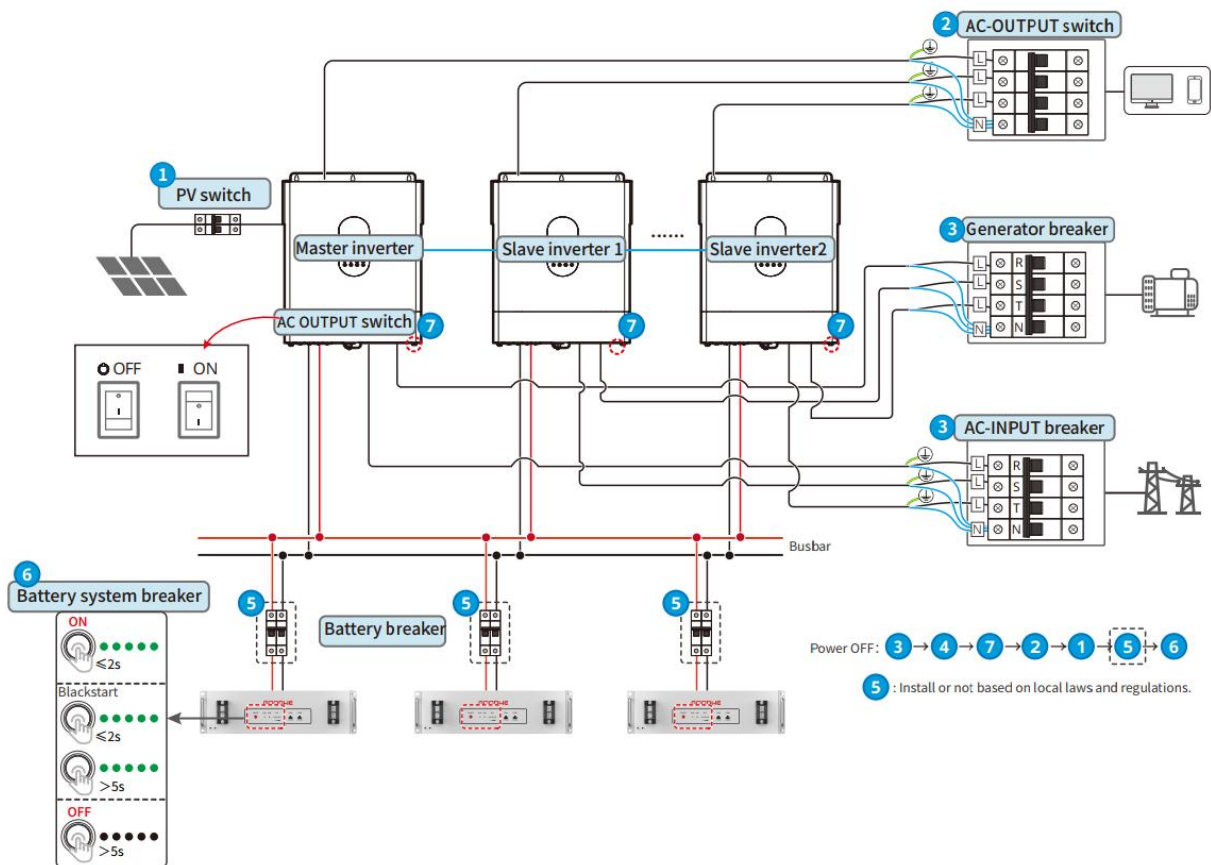 2 AC-OUTPUT switch
L
L
L
N
1 PV switch
Master inverter
Slave inverter 1
......
Slave inverter2
3 Generator breaker
L R
L S
L T
N N
AC OUTPUT switch
7
7
7
OFF
ON
3 AC-INPUT breaker
L R
L S
L T
N N
Busbar
6 Battery system breaker
ON
≤2s
Blackstart
≤2s
>5s
OFF
>5s
5
5
5
Battery breaker
Power OFF: 3→4→7→2→1→5→6
5 : Install or not based on local laws and regulations.